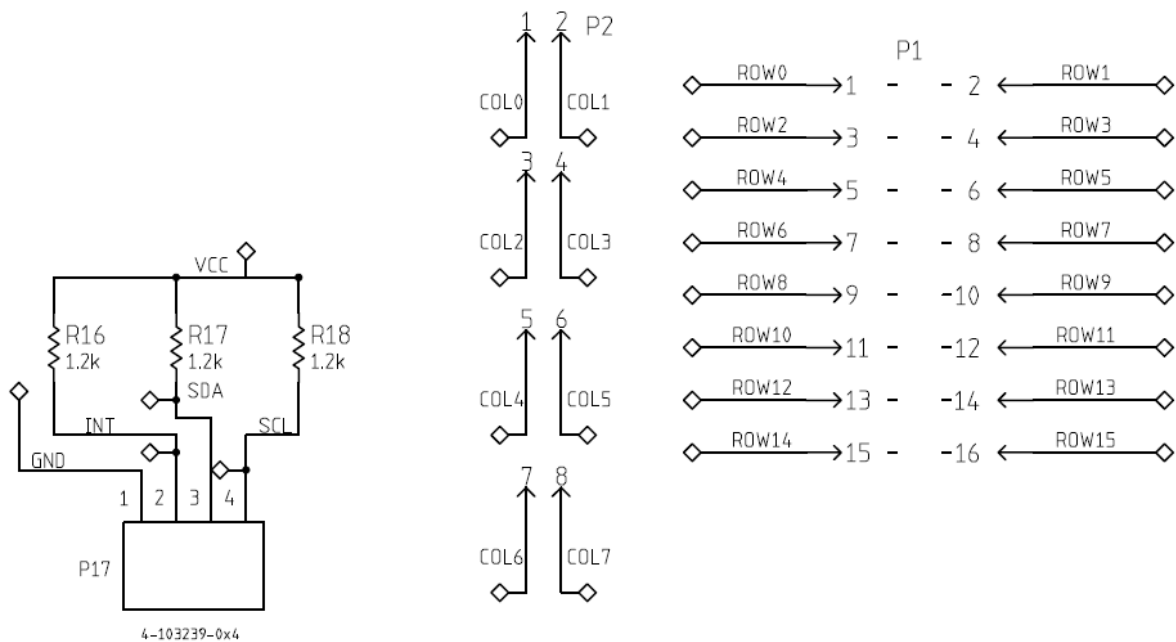 1 2 P2
COL0 COL1
3 4
COL2 COL3
5 6
COL4 COL5
7 8
COL6 COL7
P1
ROW0 1 - - 2 ROW1
ROW2 3 - - 4 ROW3
ROW4 5 - - 6 ROW5
ROW6 7 - - 8 ROW7
ROW8 9 - -10 ROW9
ROW10 11 - -12 ROW11
ROW12 13 - -14 ROW13
ROW14 15 - -16 ROW15
VCC
R16 R17 R18
1.2k 1.2k 1.2k
SDA
INT SCL
GND
1 2 3 4
P17
4-103239-0x4